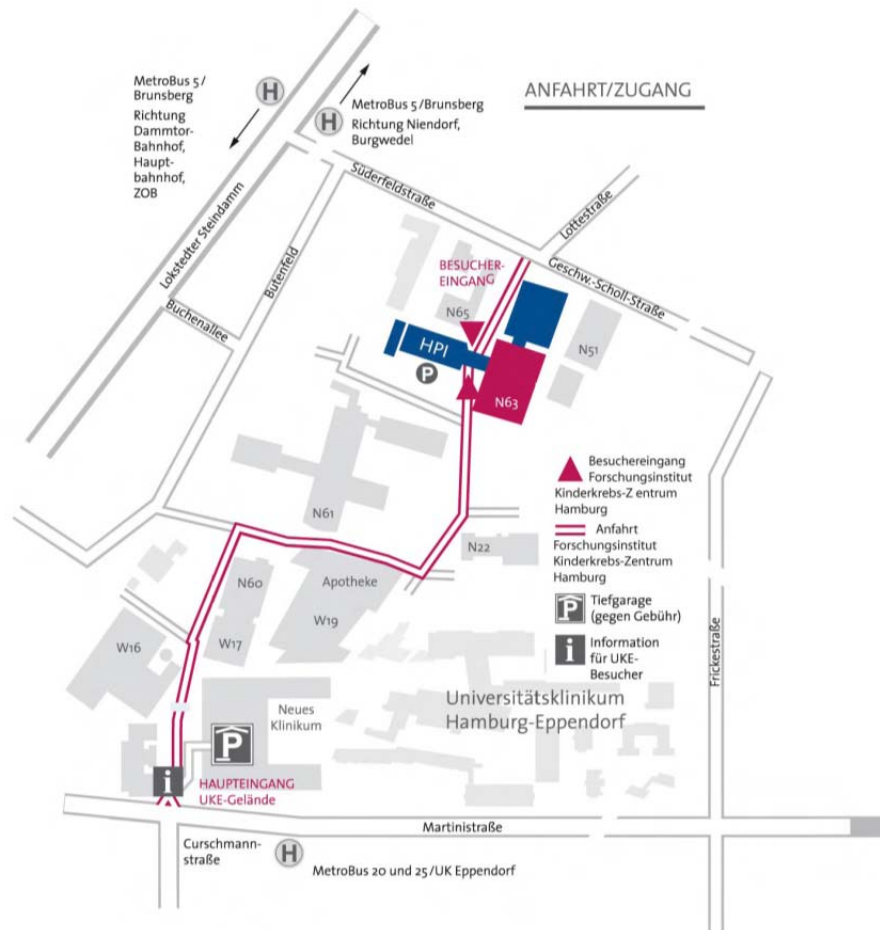 ANFAHRT/ZUGANG
MetroBus 5/
Brunsberg
Richtung
Dammtor-
Bahnhof,
Haupt-
bahnhof,
ZOB
H
H
MetroBus 5/Brunsberg
Richtung Niendorf,
Burgwedel
Lokstedter Steindamm
Süderfeldstraße
Lottestraße
Butenfeld
Buchenallee
Geschw.-Scholl-Straße
BESUCHER-
EINGANG
N65
HPI
P
N51
N63
N61
N22
N60
Apotheke
W19
W17
W16
Besuchereingang
Forschungsinstitut
Kinderkrebs-Z entrum
Hamburg
Anfahrt
Forschungsinstitut
Kinderkrebs-Zentrum
Hamburg
P
Tiefgarage
(gegen Gebühr)
i
Information
für UKE-
Besucher
Frickestraße
Universitätsklinikum
Hamburg-Eppendorf
Neues
Klinikum
P
i
HAUPTEINGANG
UKE-Gelände
Martinistraße
Curschmann-
straße
H
MetroBus 20 und 25/UK Eppendorf